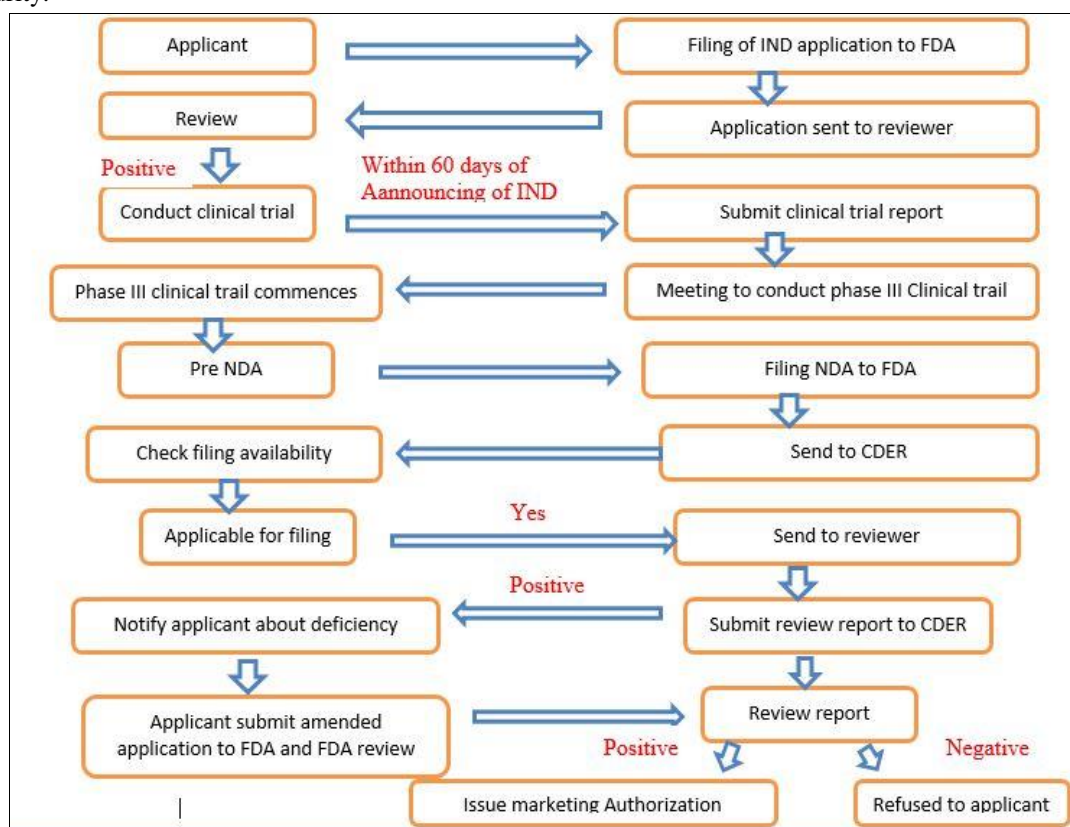 Applicant
Filing of IND application to FDA
Review
Application sent to reviewer
Positive
Within 60 days of
Aannouncing of IND
Conduct clinical trial
Submit clinical trial report
Phase III clinical trail commences
Meeting to conduct phase III Clinical trail
Pre NDA
Filing NDA to FDA
Check filing availability
Send to CDER
Yes
Applicable for filing
Send to reviewer
Positive
Notify applicant about deficiency
Submit review report to CDER
Applicant submit amended
application to FDA and FDA review
Review report
Positive
Negative
Issue marketing Authorization
Refused to applicant